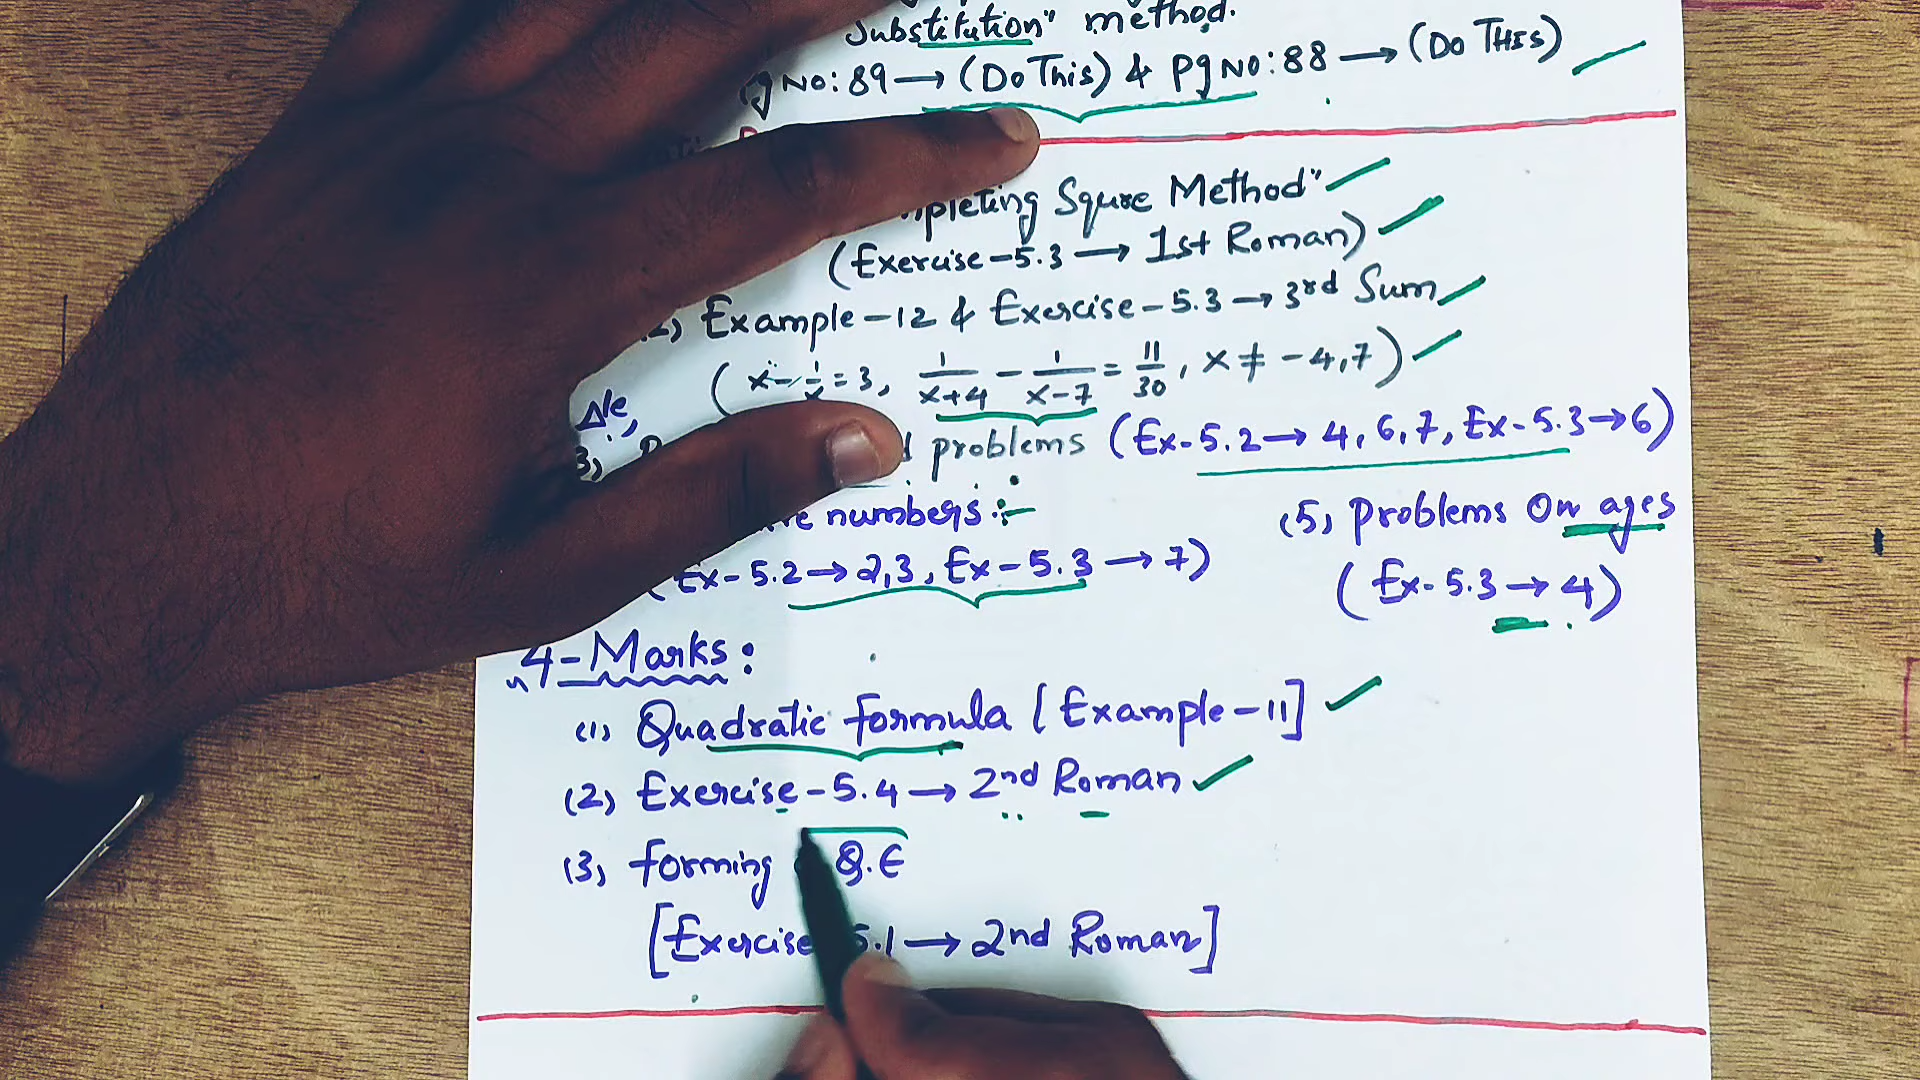 Substitution" method.
No: 89 → (Do This) & Pg No: 88 → (Do THIS)
Squre Method"
(Exercise-5.3 → 1st Roman)
Example-12 & Exercise-5.3 → 3rd Sum
( x - 1/x = 3, 1/x+4 - 1/x-7 = 11/30, x ≠ -4,7 )
problems (Ex-5.2 → 4, 6, 7, Ex-5.3 → 6)
numbers :-
(5) Problems On ages
(Ex-5.2 → 2,3, Ex-5.3 → 7)
(Ex-5.3 → 4)
4-Marks:
(1) Quadratic formula [Example-11]
(2) Exercise-5.4 → 2nd Roman
(3) forming Q.E
[Exercise 5.1 → 2nd Roman]